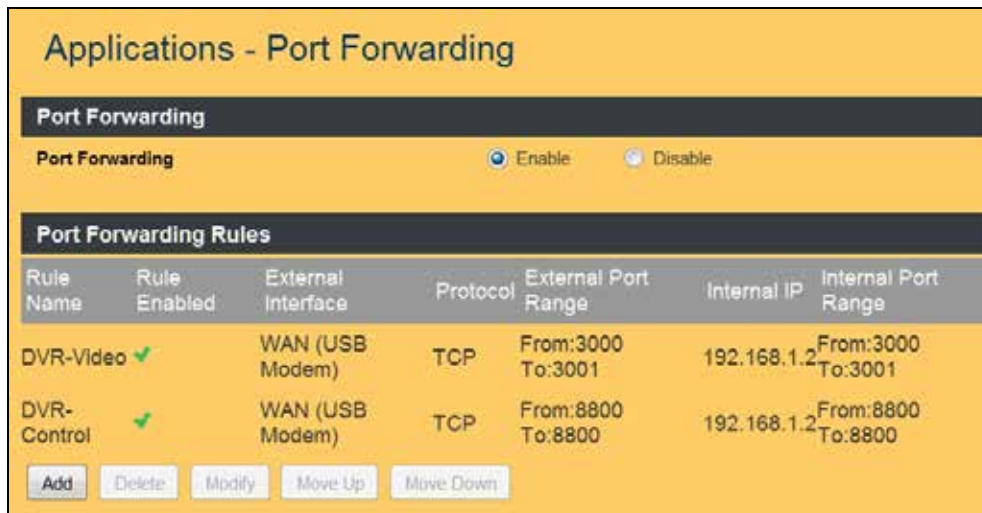 Applications - Port Forwarding
Port Forwarding
Port Forwarding Enable Disable
Port Forwarding Rules
Rule Name Rule Enabled External Interface Protocol External Port Range Internal IP Internal Port Range
DVR-Video WAN (USB Modem) TCP From:3000 To:3001 192.168.1.2 From:3000 To:3001
DVR-Control WAN (USB Modem) TCP From:8800 To:8800 192.168.1.2 From:8800 To:8800
Add Delete Modify Move Up Move Down